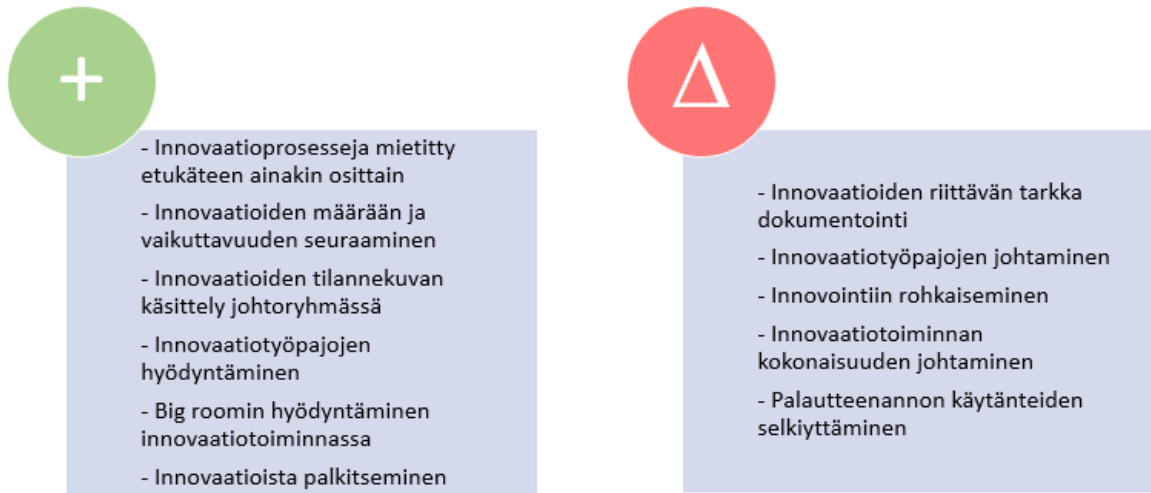 +
- Innovaatioprosesseja mietitty
etukäteen ainakin osittain
- Innovaatioiden määrään ja
vaikuttavuuden seuraaminen
- Innovaatioiden tilannekuvan
käsittely johtoryhmässä
- Innovaatiotyöpajojen
hyödyntäminen
- Big roomin hyödyntäminen
innovaatiotoiminnassa
- Innovaatioista palkitseminen
Δ
- Innovaatioiden riittävän tarkka
dokumentointi
- Innovaatiotyöpajojen johtaminen
- Innovointiin rohkaiseminen
- Innovaatiotoiminnan
kokonaisuuden johtaminen
- Palautteenannon käytänteiden
selkiyttäminen